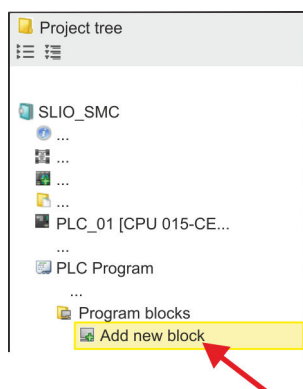 Project tree
SLIO_SMC
...
...
...
...
PLC_01 [CPU 015-CE...
...
PLC Program
...
Program blocks
Add new block